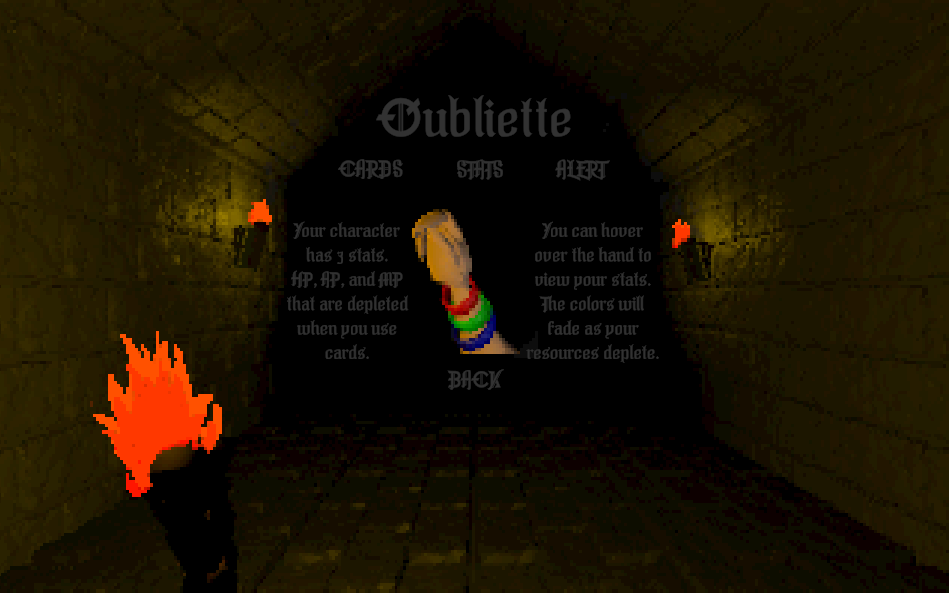 Oubliette
CARDS STATS ALERT
Your character
has 3 stats.
HP, AP, and MP
that are depleted
when you use
cards.
You can hover
over the hand to
view your stats.
The colors will
fade as your
resources deplete.
BACK